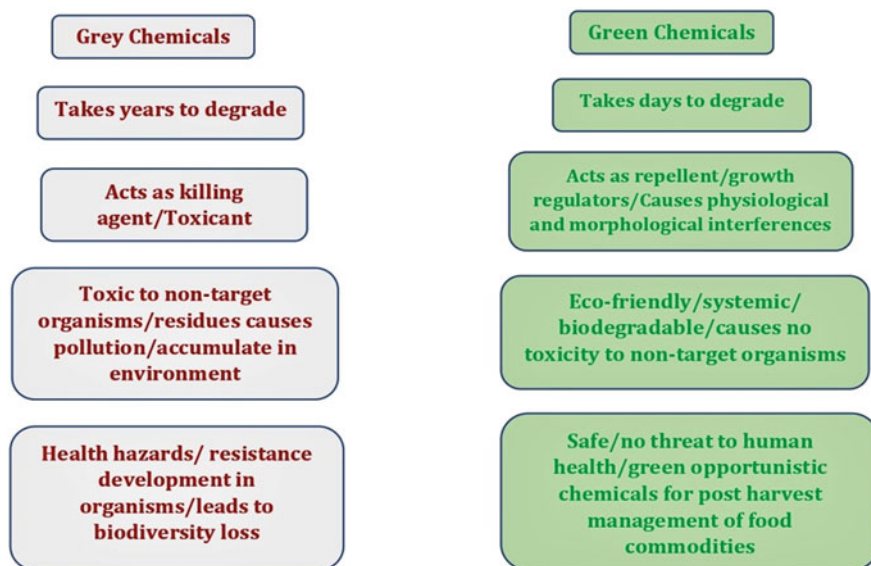 Grey Chemicals
Takes years to degrade
Acts as killing
agent/Toxicant
Toxic to non-target
organisms/residues causes
pollution/accumulate in
environment
Health hazards/ resistance
development in
organisms/leads to
biodiversity loss
Green Chemicals
Takes days to degrade
Acts as repellent/growth
regulators/Causes physiological
and morphological interferences
Eco-friendly/systemic/
biodegradable/causes no
toxicity to non-target organisms
Safe/no threat to human
health/green opportunistic
chemicals for post harvest
management of food
commodities